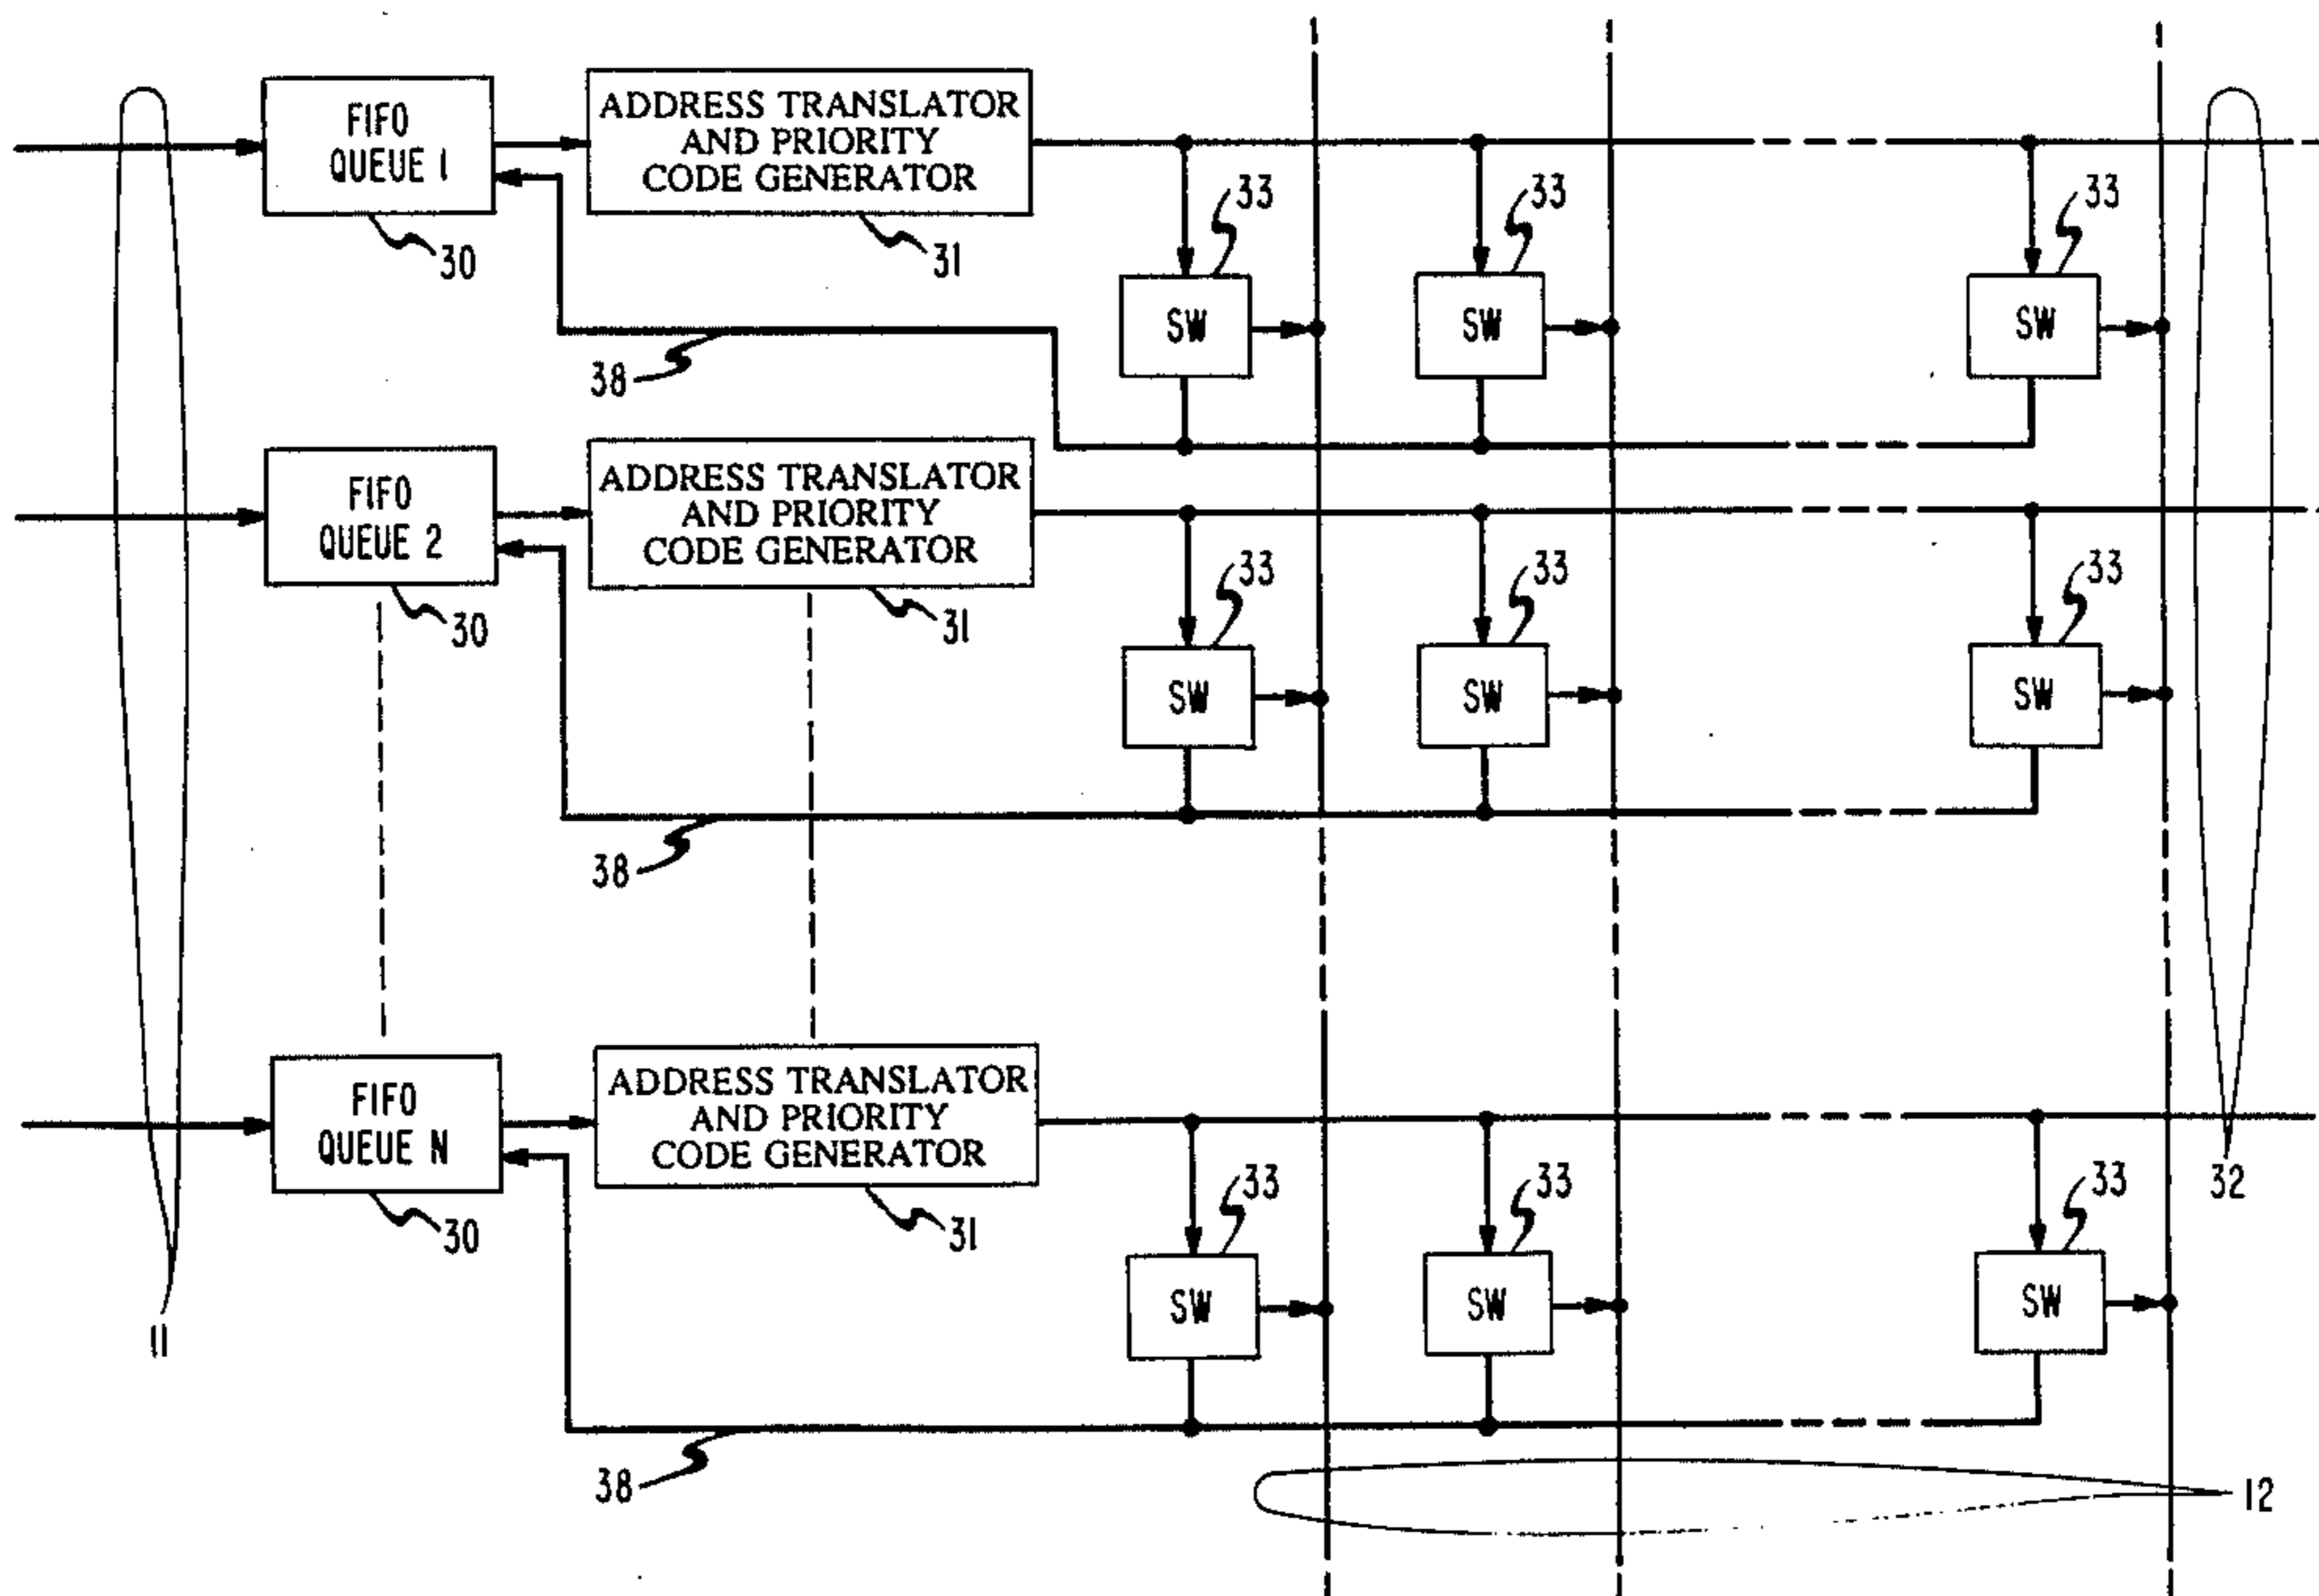 FIFO
QUEUE 1
30
ADDRESS TRANSLATOR
AND PRIORITY
CODE GENERATOR
31
33
33
33
SW
SW
SW
38
FIFO
QUEUE 2
30
ADDRESS TRANSLATOR
AND PRIORITY
CODE GENERATOR
31
33
33
33
SW
SW
SW
38
FIFO
QUEUE N
30
ADDRESS TRANSLATOR
AND PRIORITY
CODE GENERATOR
31
33
33
33
32
SW
SW
SW
11
38
12